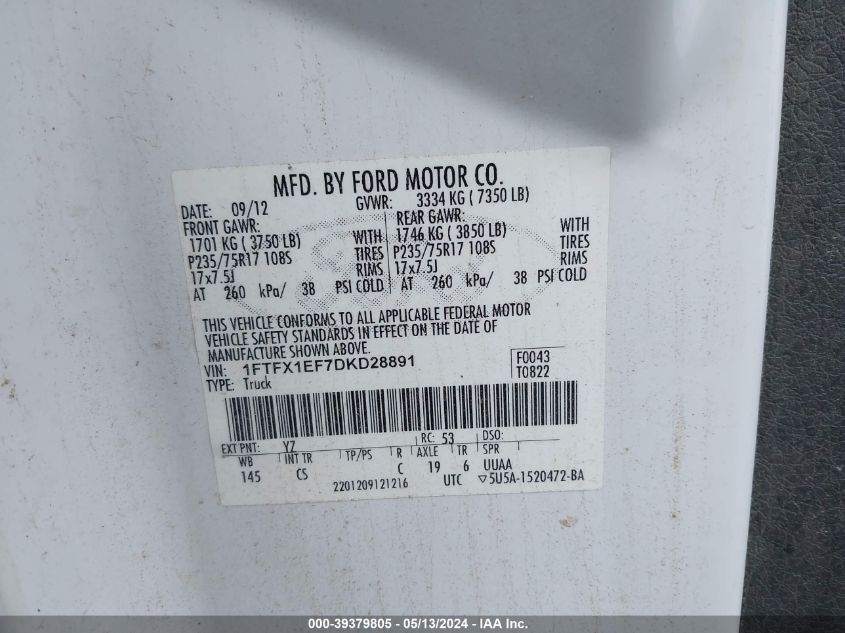 MFD. BY FORD MOTOR CO.
DATE: 09/12 GVWR: 3334 KG ( 7350 LB)
FRONT GAWR: REAR GAWR:
1701 KG ( 3750 LB) WITH 1746 KG ( 3850 LB) WITH
P235/75R17 108S TIRES P235/75R17 108S TIRES
17x7.5J RIMS 17x7.5J RIMS
AT 260 kPa/ 38 PSI COLD AT 260 kPa/ 38 PSI COLD
THIS VEHICLE CONFORMS TO ALL APPLICABLE FEDERAL MOTOR
VEHICLE SAFETY STANDARDS IN EFFECT ON THE DATE OF
MANUFACTURE SHOWN ABOVE.
VIN: 1FTFX1EF7DKD28891 F0043
TYPE: Truck T0822
EXT PNT: YZ RC: 53 DSO:
WB INT TR TP/PS R AXLE TR SPR
145 CS C 19 6 UUAA
2201209121216 UTC ▽5U5A-1520472-BA
000-39379805 - 05/13/2024 - IAA Inc.